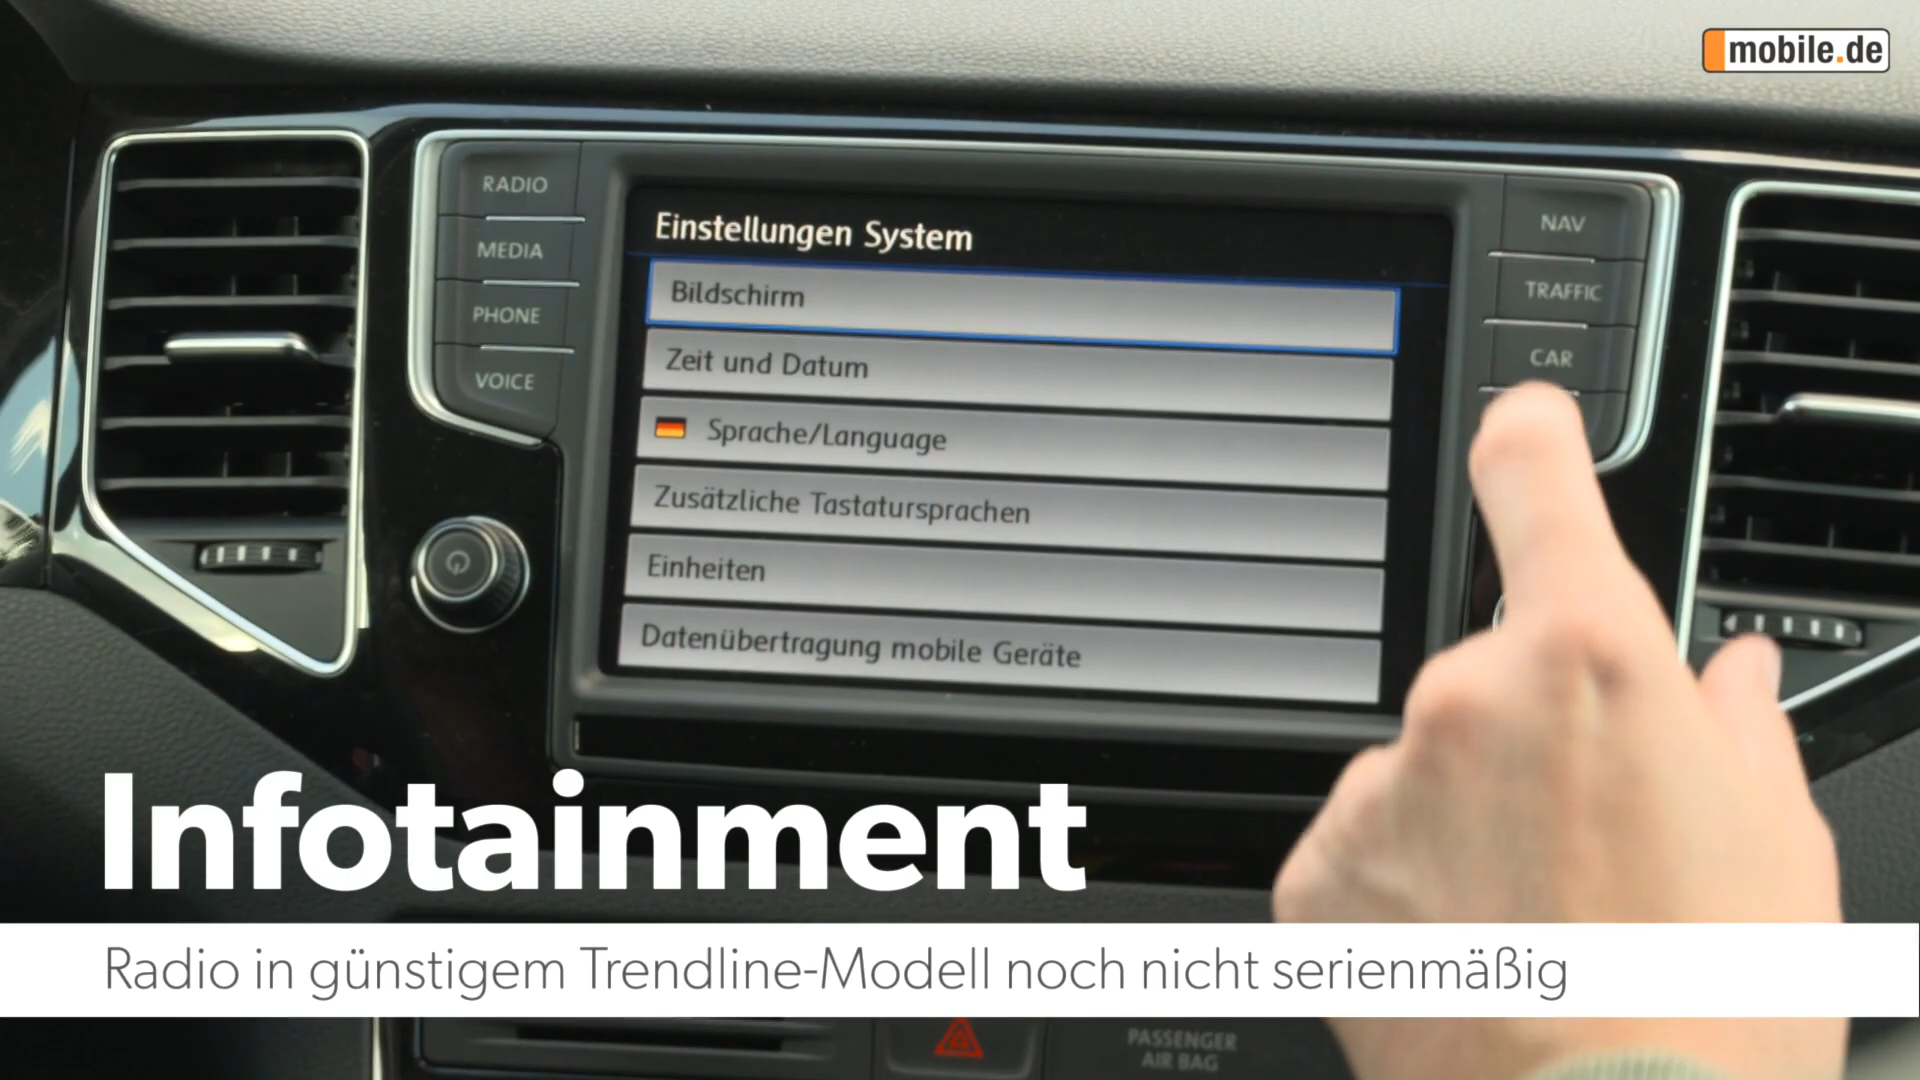 mobile.de
RADIO
MEDIA
PHONE
VOICE
Einstellungen System
Bildschirm
Zeit und Datum
Sprache/Language
Zusätzliche Tastatursprachen
Einheiten
Datenübertragung mobile Geräte
NAV
TRAFFIC
CAR
Infotainment
Radio in günstigem Trendline-Modell noch nicht serienmäßig
PASSENGER
AIR BAG